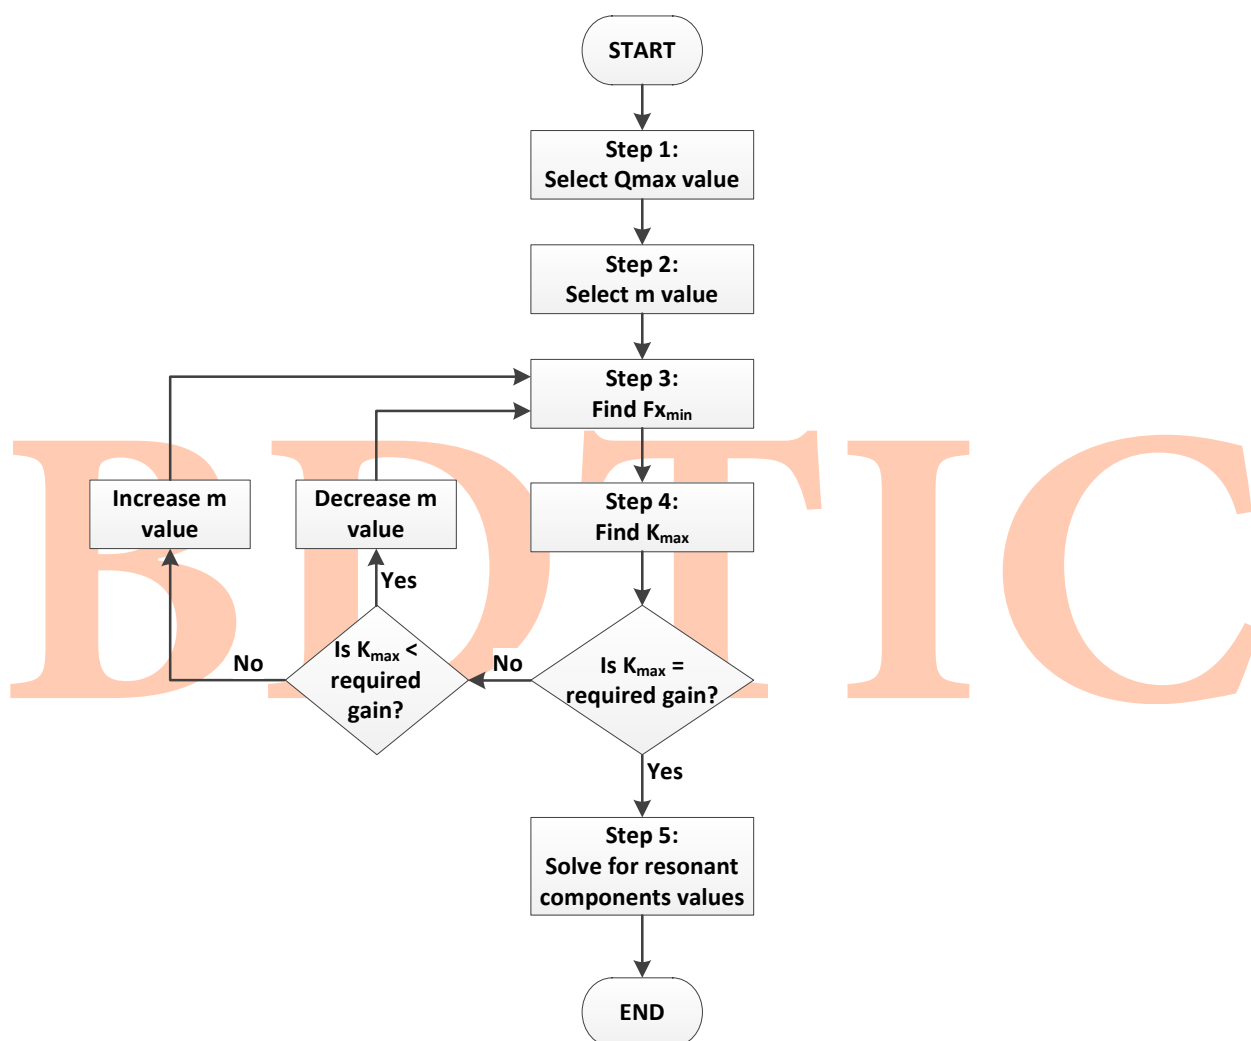 START
Step 1:
Select Qmax value
Step 2:
Select m value
Step 3:
Find Fxmin
Increase m
value
Decrease m
value
Step 4:
Find Kmax
Yes
Is Kmax <
required
gain?
No
No
Is Kmax =
required gain?
Yes
Step 5:
Solve for resonant
components values
END
BDTIC